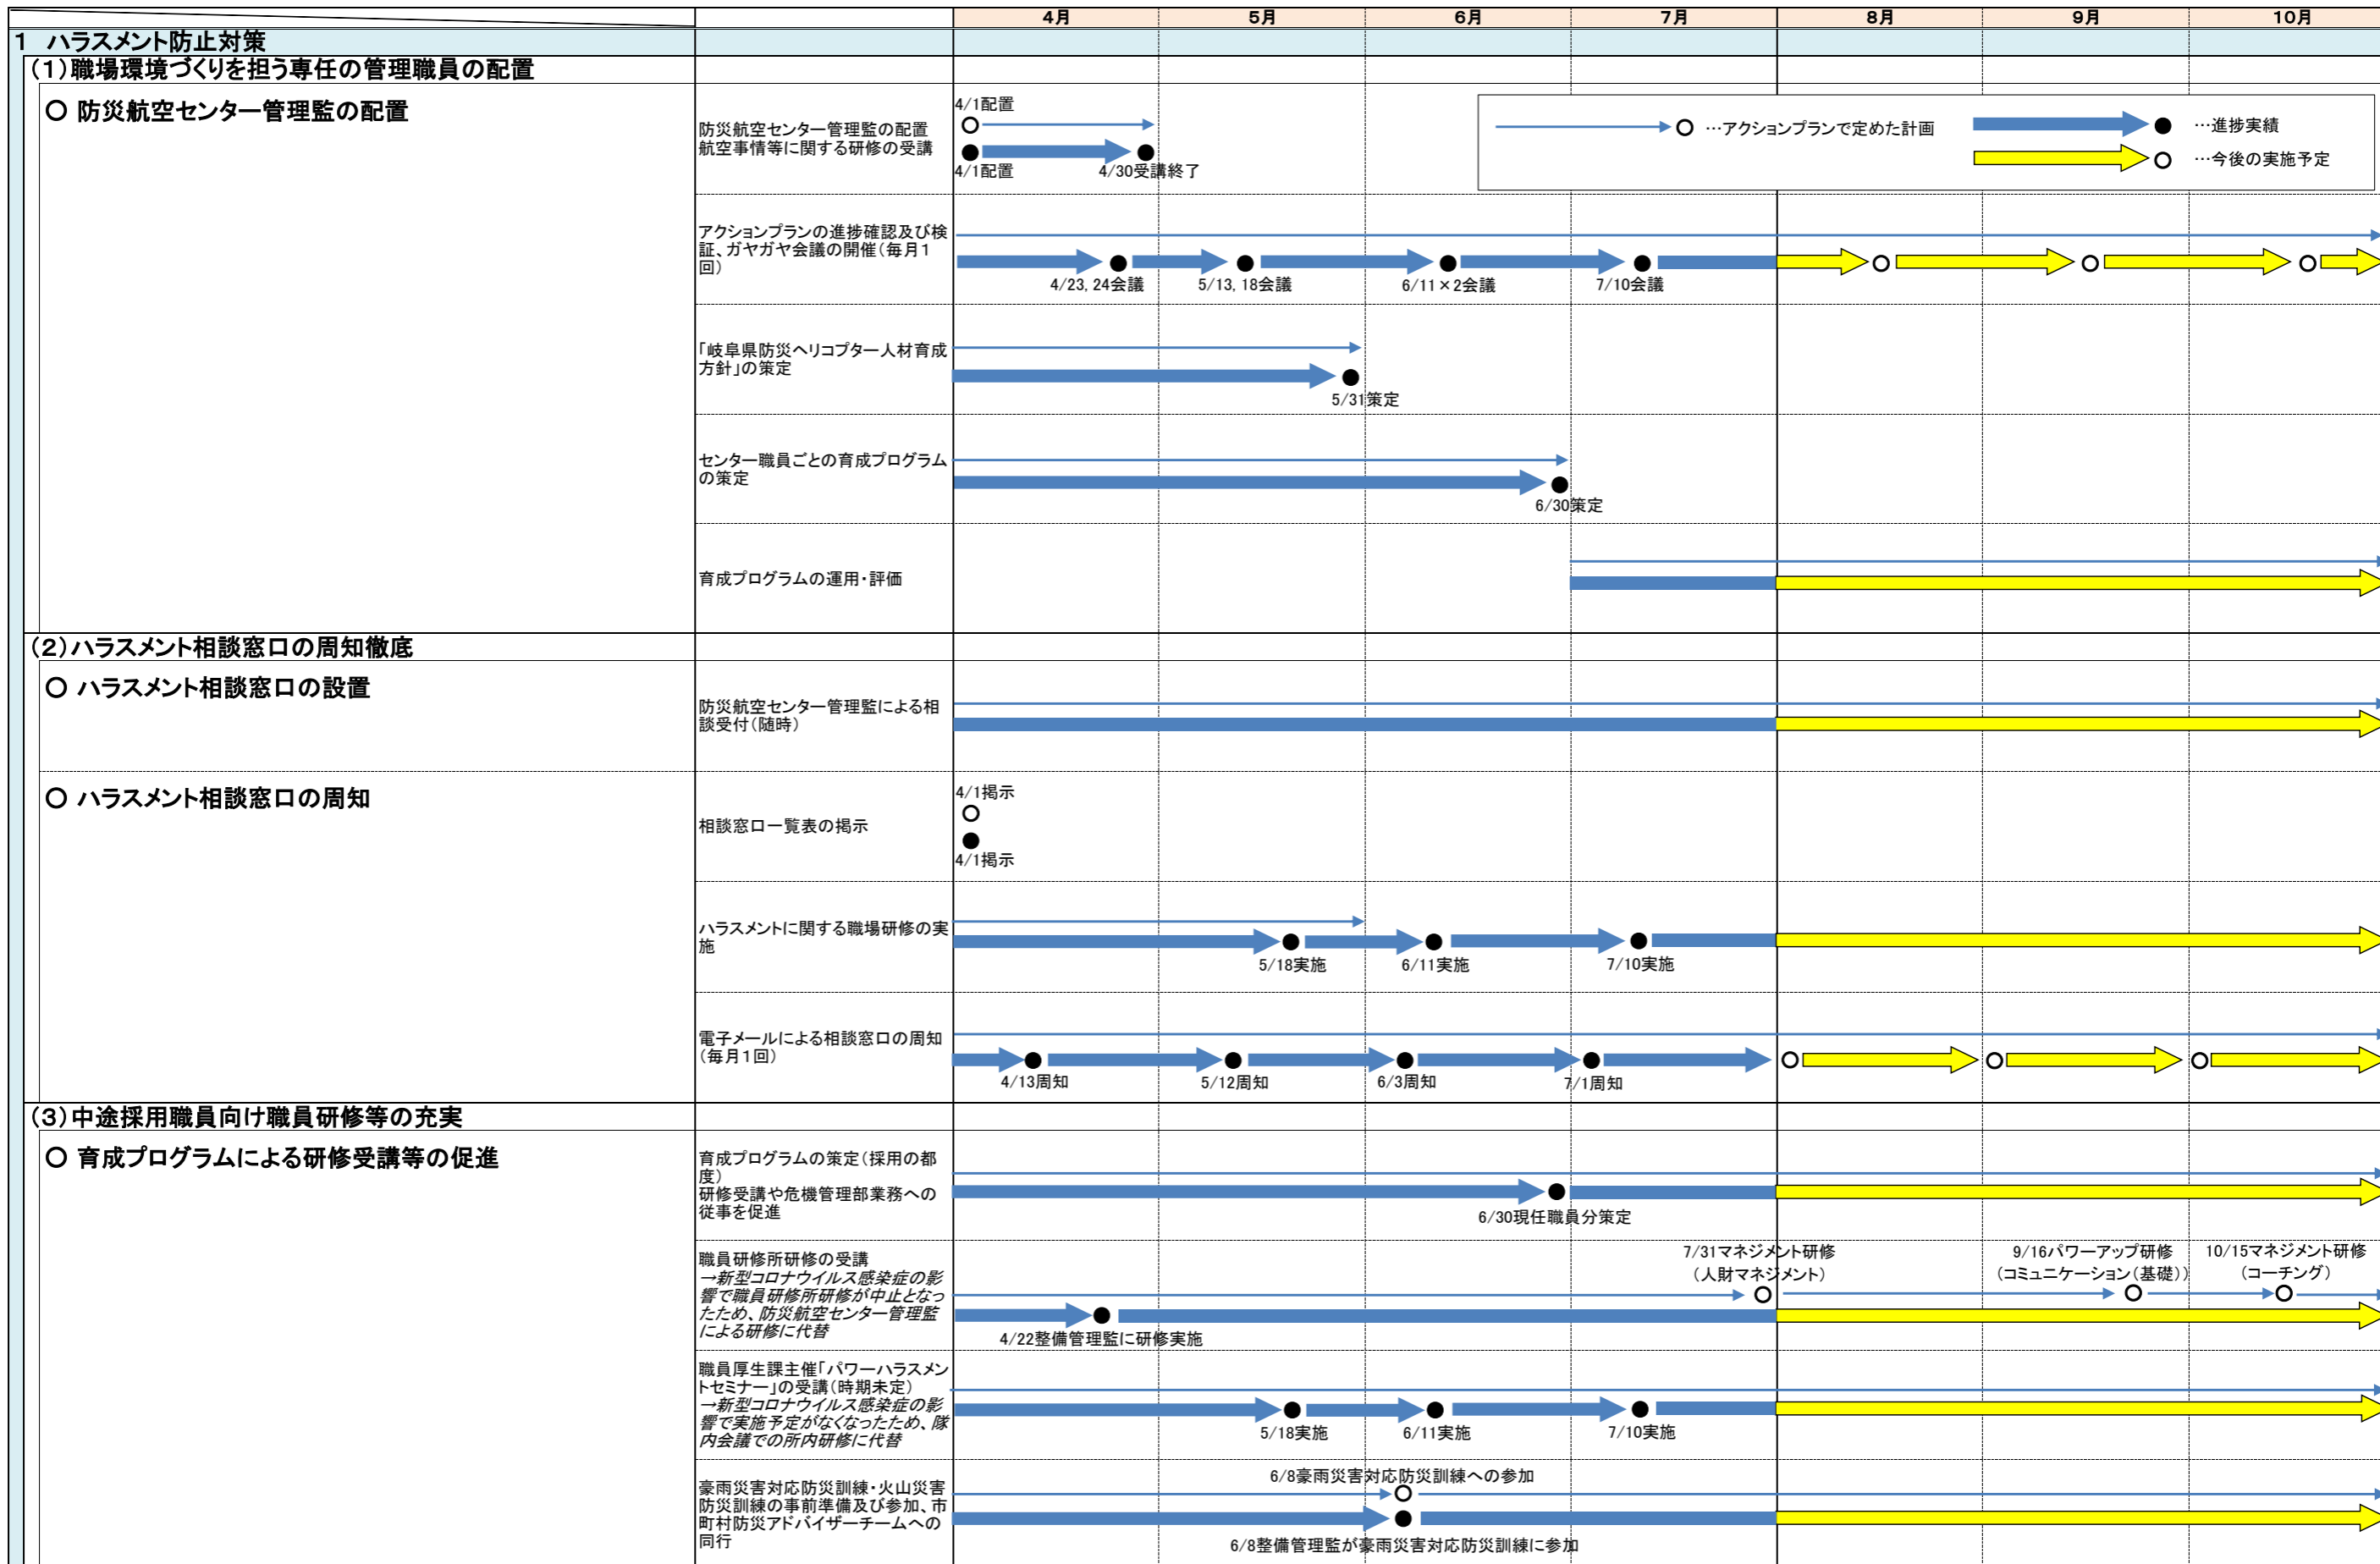 4月 5月 6月 7月 8月 9月 10月
1 ハラスメント防止対策
(1)職場環境づくりを担う専任の管理職員の配置
○ 防災航空センター管理監の配置
防災航空センター管理監の配置
航空事情等に関する研修の受講
4/1配置
4/1配置
4/30受講終了
…アクションプランで定めた計画
…進捗実績
…今後の実施予定
アクションプランの進捗確認及び検
証、ガヤガヤ会議の開催(毎月1
回)
4/23, 24会議
5/13, 18会議
6/11×2会議
7/10会議
「岐阜県防災ヘリコプター人材育成
方針」の策定
5/31策定
センター職員ごとの育成プログラム
の策定
6/30策定
育成プログラムの運用・評価
(2)ハラスメント相談窓口の周知徹底
○ ハラスメント相談窓口の設置
防災航空センター管理監による相
談受付(随時)
○ ハラスメント相談窓口の周知
相談窓口一覧表の掲示
4/1掲示
4/1掲示
ハラスメントに関する職場研修の実
施
5/18実施
6/11実施
7/10実施
電子メールによる相談窓口の周知
(毎月1回)
4/13周知
5/12周知
6/3周知
7/1周知
(3)中途採用職員向け職員研修等の充実
○ 育成プログラムによる研修受講等の促進
育成プログラムの策定(採用の都
度)
研修受講や危機管理部業務への
従事を促進
6/30現任職員分策定
職員研修所研修の受講
→新型コロナウイルス感染症の影
響で職員研修所研修が中止となっ
たため、防災航空センター管理監
による研修に代替
7/31マネジメント研修
(人財マネジメント)
9/16パワーアップ研修
(コミュニケーション(基礎))
10/15マネジメント研修
(コーチング)
4/22整備管理監に研修実施
職員厚生課主催「パワーハラスメン
トセミナー」の受講(時期未定)
→新型コロナウイルス感染症の影
響で実施予定がなくなったため、隊
内会議での所内研修に代替
5/18実施
6/11実施
7/10実施
豪雨災害対応防災訓練・火山災害
防災訓練の事前準備及び参加、市
町村防災アドバイザーチームへの
同行
6/8豪雨災害対応防災訓練への参加
6/8整備管理監が豪雨災害対応防災訓練に参加